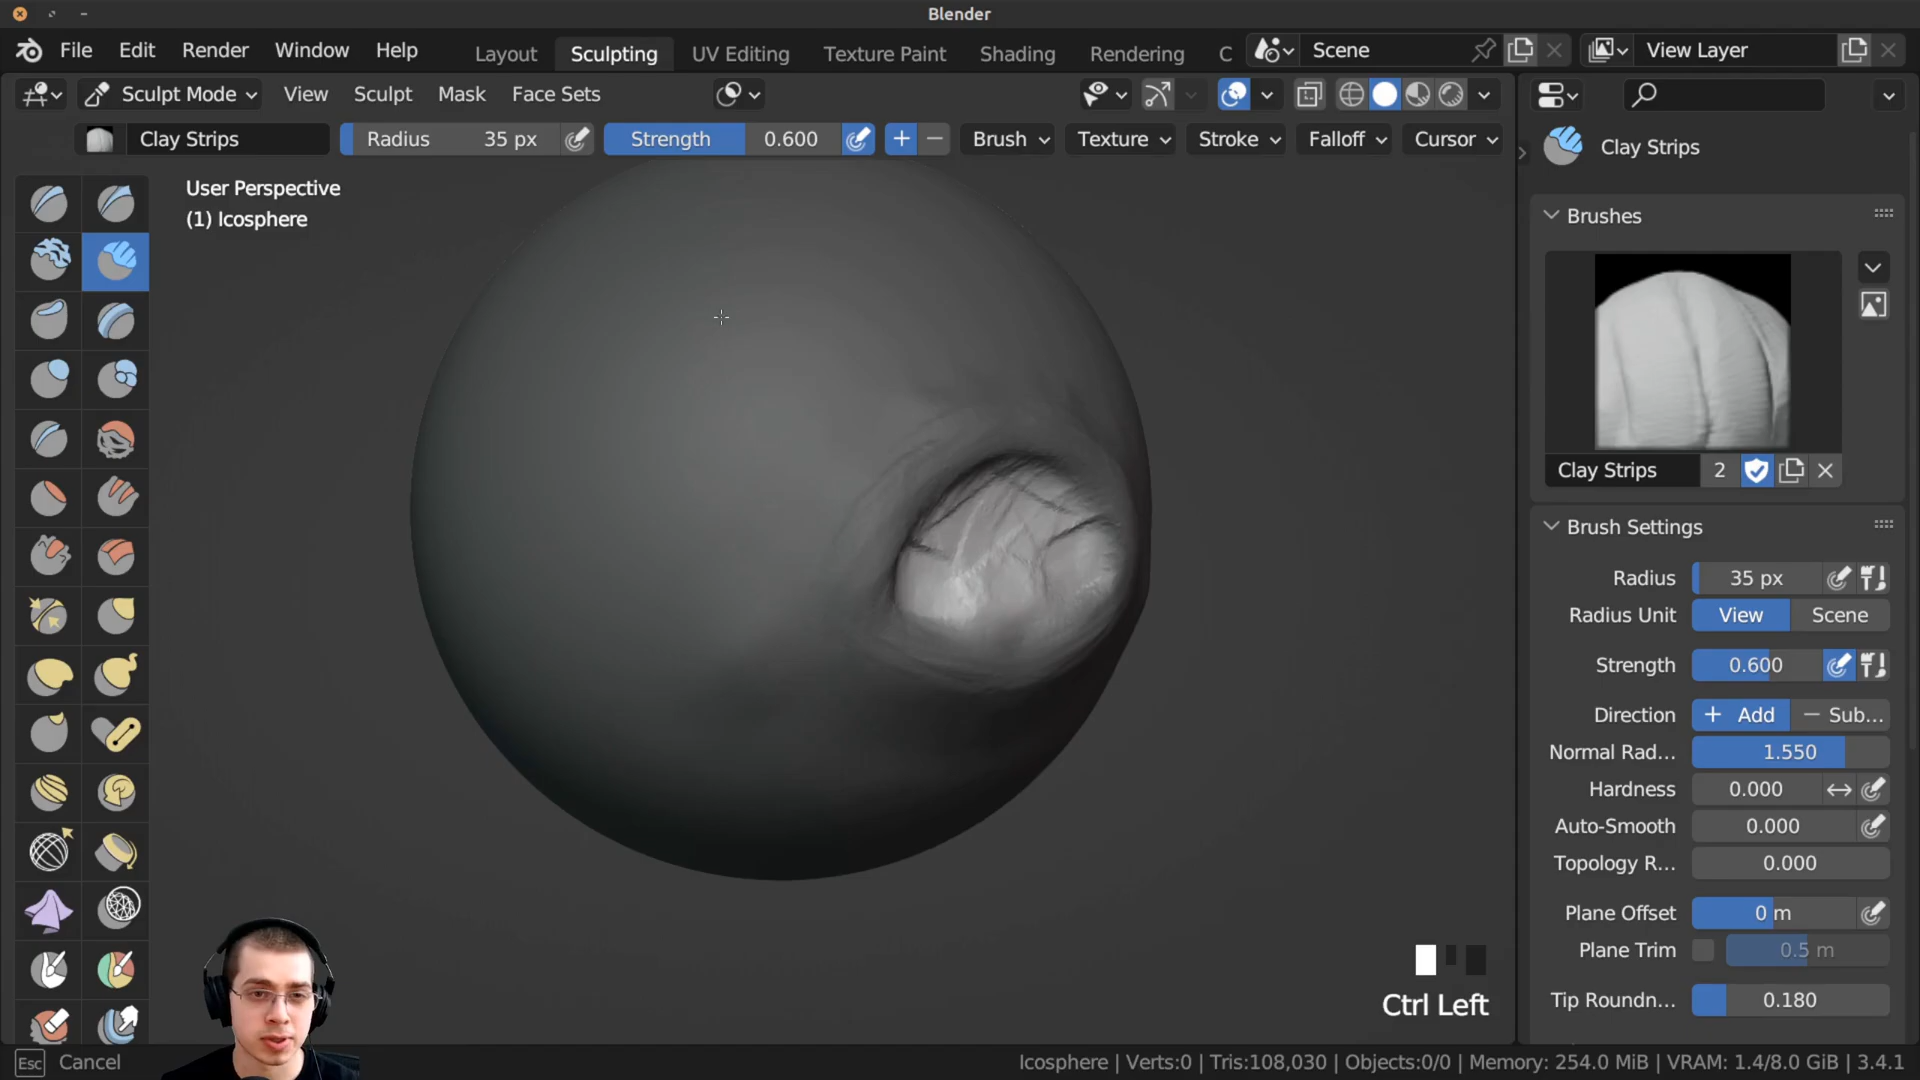 Blender
File Edit Render Window Help Layout Sculpting UV Editing Texture Paint Shading Rendering C Scene View Layer
Sculpt Mode View Sculpt Mask Face Sets
Clay Strips Radius 35 px Strength 0.600 + − Brush Texture Stroke Falloff Cursor
Clay Strips
User Perspective
(1) Icosphere
Brushes
Clay Strips 2
Brush Settings
Radius 35 px
Radius Unit View Scene
Strength 0.600
Direction + Add − Sub...
Normal Rad... 1.550
Hardness 0.000
Auto-Smooth 0.000
Topology R... 0.000
Plane Offset 0 m
Plane Trim 0.5 m
Tip Roundn... 0.180
Ctrl Left
Esc Cancel
Icosphere | Verts:0 | Tris:108,030 | Objects:0/0 | Memory: 254.0 MiB | VRAM: 1.4/8.0 GiB | 3.4.1